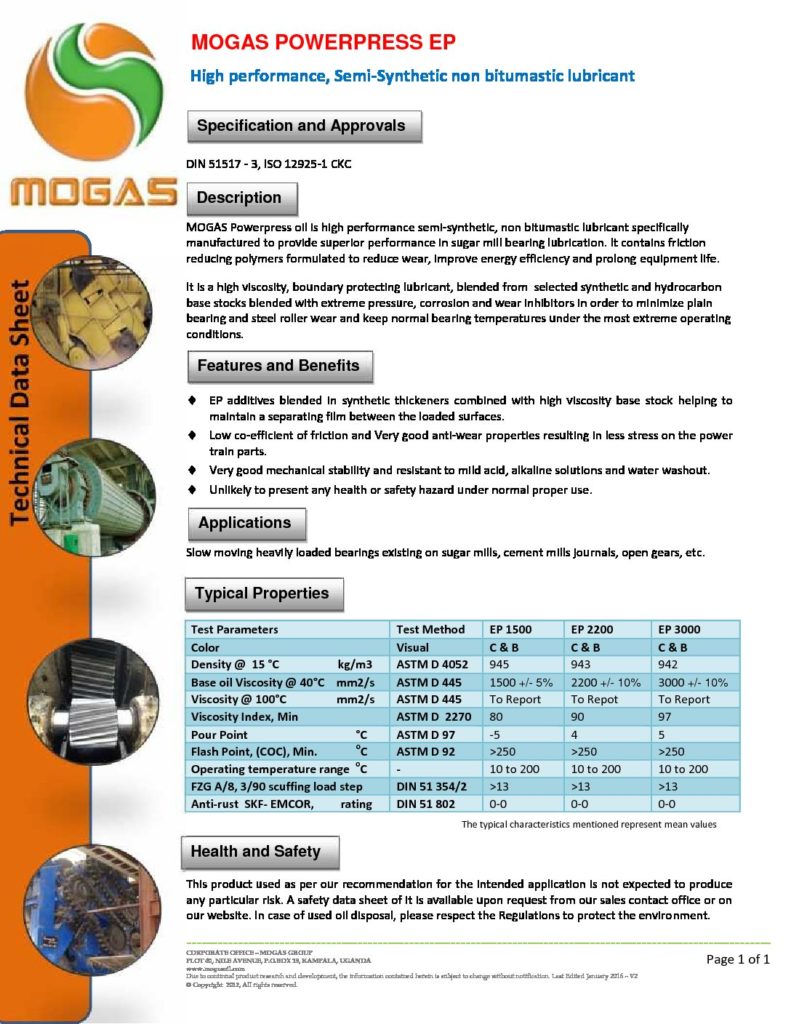 MOGAS POWERPRESS EP
High performance, Semi-Synthetic non bitumastic lubricant
MOGAS
Technical Data Sheet
Specification and Approvals
DIN 51517 - 3, ISO 12925-1 CKC
Description
MOGAS Powerpress oil is high performance semi-synthetic, non bitumastic lubricant specifically
manufactured to provide superior performance in sugar mill bearing lubrication. It contains friction
reducing polymers formulated to reduce wear, improve energy efficiency and prolong equipment life.
It is a high viscosity, boundary protecting lubricant, blended from selected synthetic and hydrocarbon
base stocks blended with extreme pressure, corrosion and wear inhibitors in order to minimize plain
bearing and steel roller wear and keep normal bearing temperatures under the most extreme operating
conditions.
Features and Benefits
♦ EP additives blended in synthetic thickeners combined with high viscosity base stock helping to
maintain a separating film between the loaded surfaces.
♦ Low co-efficient of friction and Very good anti-wear properties resulting in less stress on the power
train parts.
♦ Very good mechanical stability and resistant to mild acid, alkaline solutions and water washout.
♦ Unlikely to present any health or safety hazard under normal proper use.
Applications
Slow moving heavily loaded bearings existing on sugar mills, cement mills journals, open gears, etc.
Typical Properties
Test Parameters Test Method EP 1500 EP 2200 EP 3000
Color Visual C & B C & B C & B
Density @ 15 °C kg/m3 ASTM D 4052 945 943 942
Base oil Viscosity @ 40°C mm2/s ASTM D 445 1500 +/- 5% 2200 +/- 10% 3000 +/- 10%
Viscosity @ 100°C mm2/s ASTM D 445 To Report To Repot To Report
Viscosity Index, Min ASTM D 2270 80 90 97
Pour Point °C ASTM D 97 -5 4 5
Flash Point, (COC), Min. °C ASTM D 92 >250 >250 >250
Operating temperature range °C - 10 to 200 10 to 200 10 to 200
FZG A/8, 3/90 scuffing load step DIN 51 354/2 >13 >13 >13
Anti-rust SKF- EMCOR, rating DIN 51 802 0-0 0-0 0-0
The typical characteristics mentioned represent mean values
Health and Safety
This product used as per our recommendation for the intended application is not expected to produce
any particular risk. A safety data sheet of it is available upon request from our sales contact office or on
our website. In case of used oil disposal, please respect the Regulations to protect the environment.
CORPORATE OFFICE – MOGAS GROUP
NILE AVENUE, P.O.BOX KAMPALA, UGANDA
Due to continual product research and development, the information contained herein is subject to change without notification. Last Edited January 2016 – V2
© Copyright 2012, All rights reserved.
Page 1 of 1